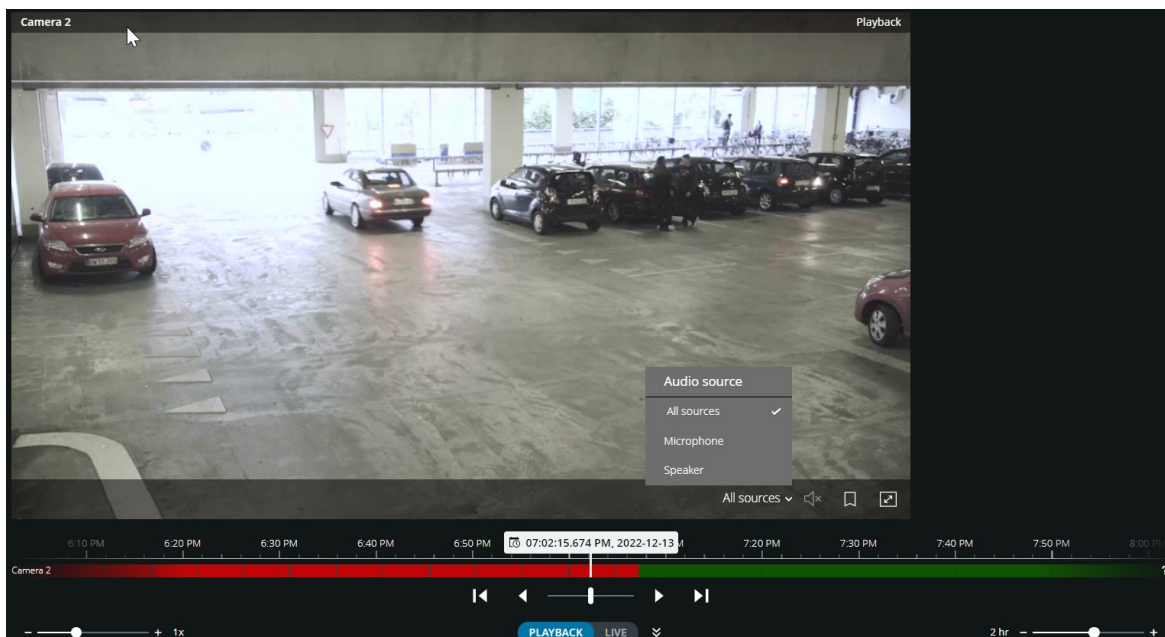 Camera 2 Playback
Audio source
All sources
Microphone
Speaker
All sources
6:10 PM 6:20 PM 6:30 PM 6:40 PM 6:50 PM 07:02:15.674 PM, 2022-12-13 7:20 PM 7:30 PM 7:40 PM 7:50 PM 8:00 PM
Camera 2
- + 1x PLAYBACK LIVE 2 hr - +